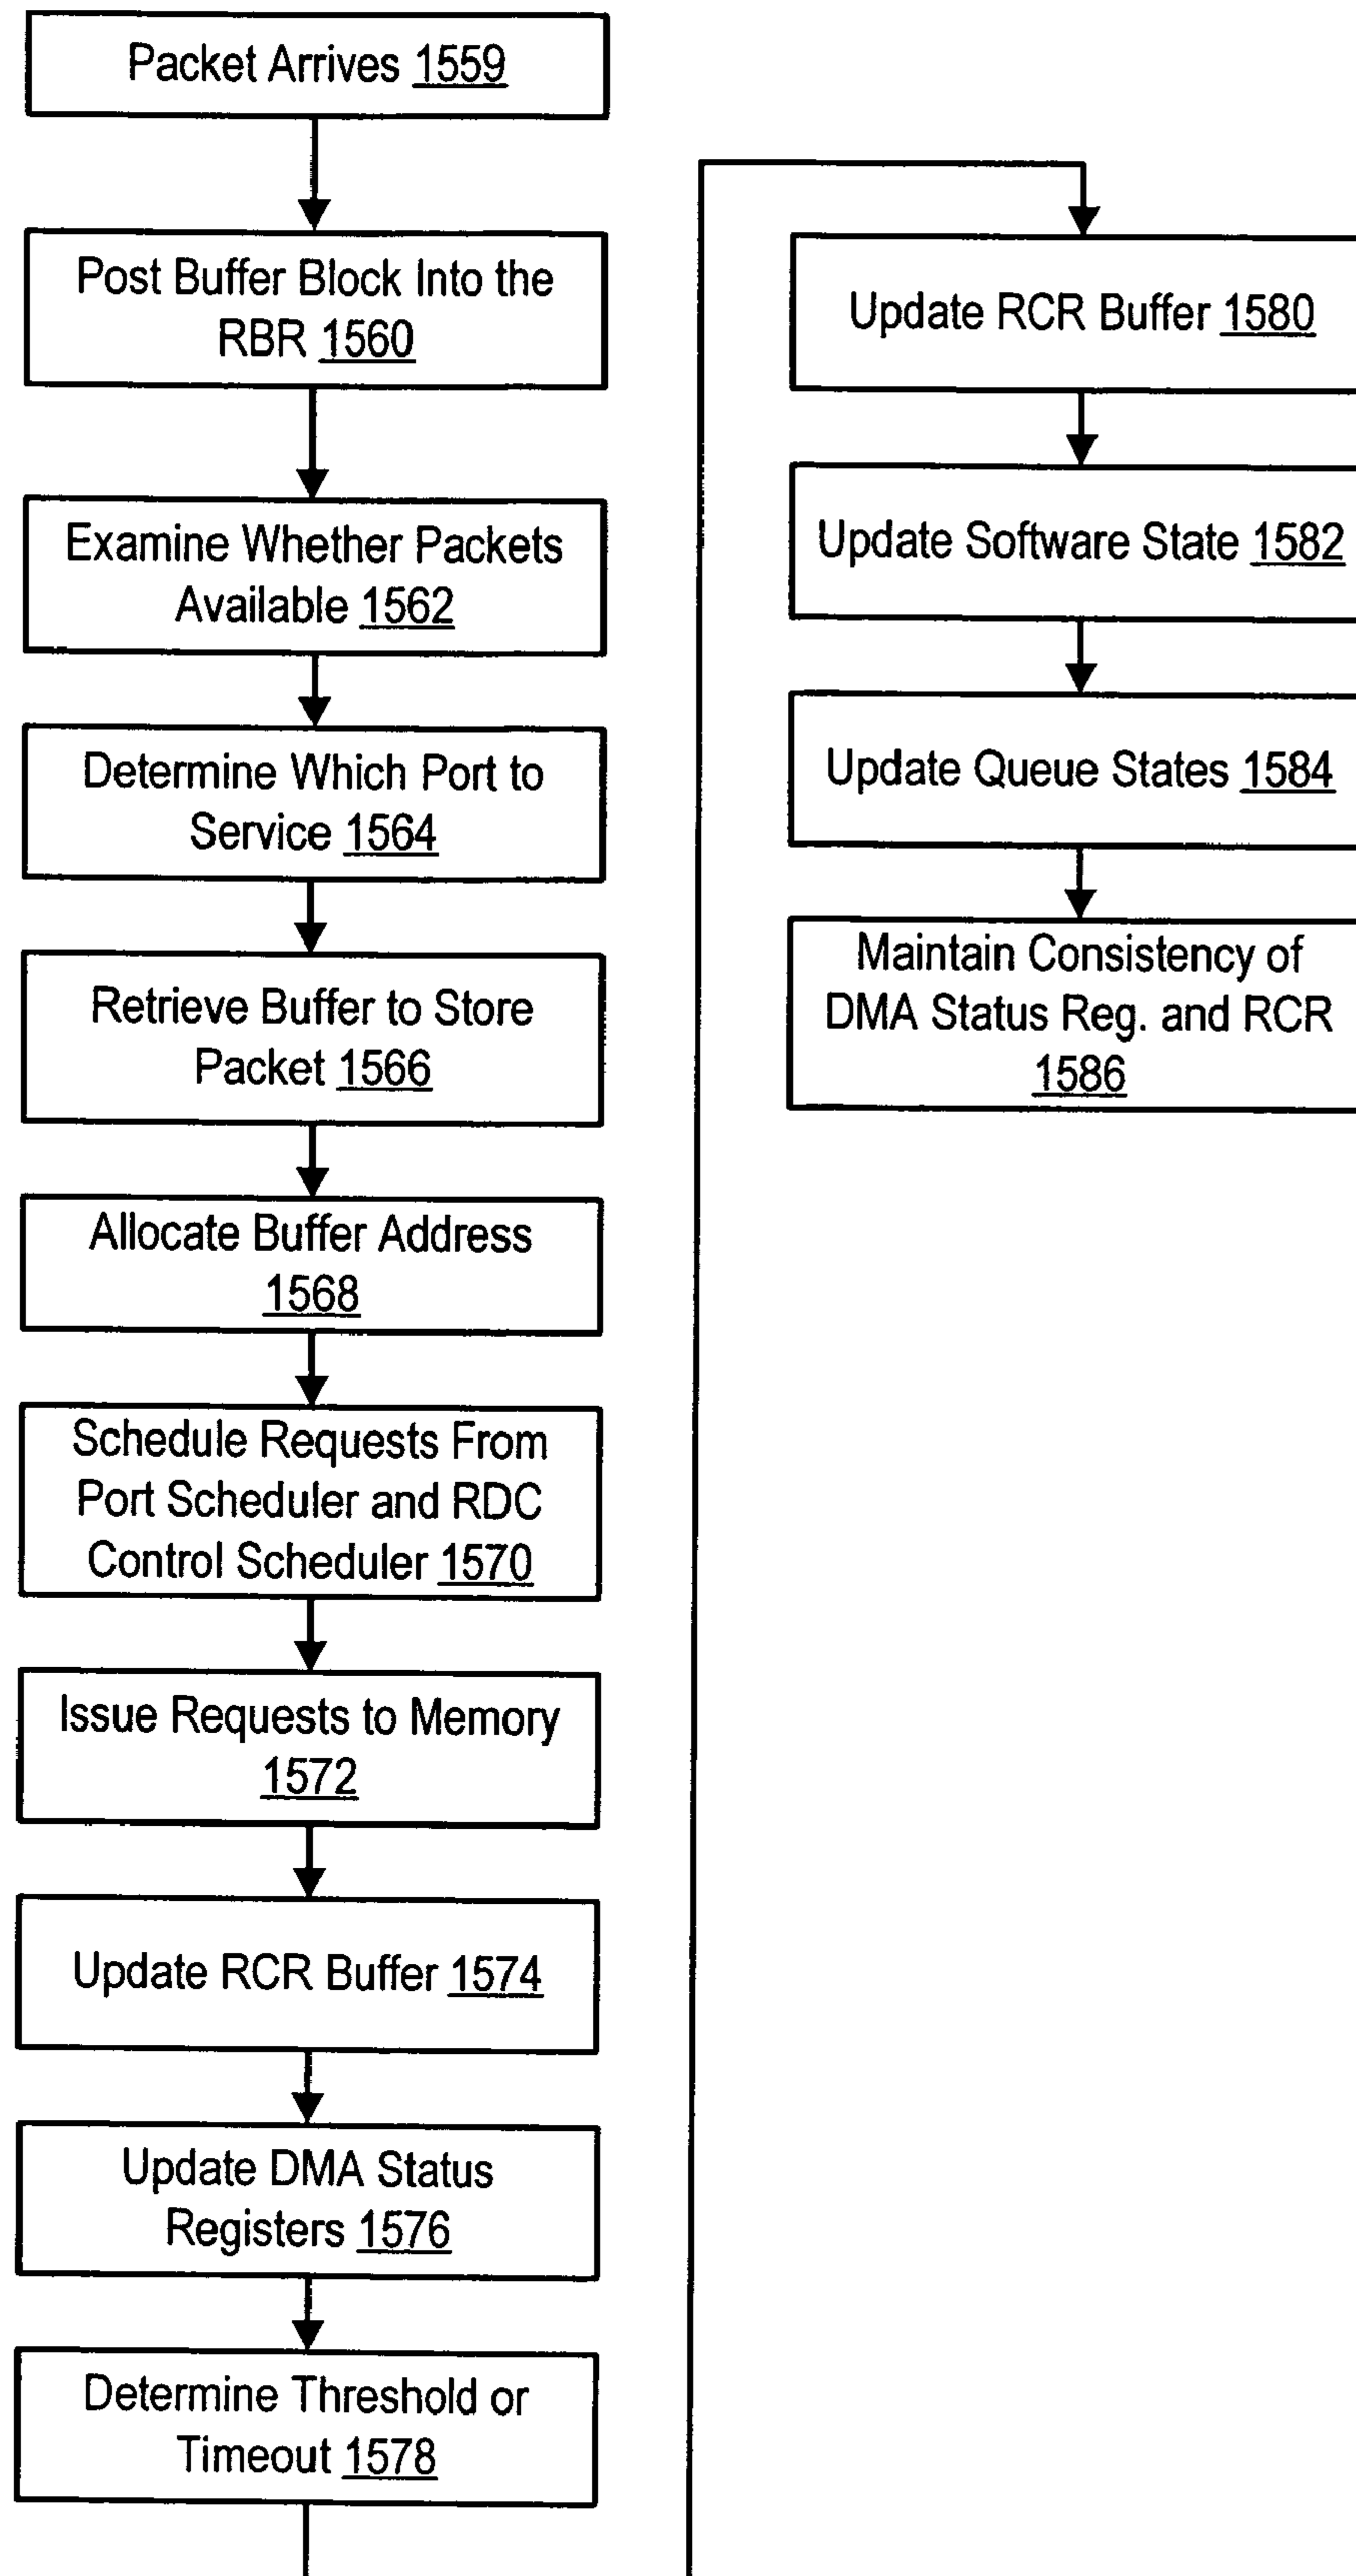 Packet Arrives 1559
Post Buffer Block Into the
RBR 1560
Examine Whether Packets
Available 1562
Determine Which Port to
Service 1564
Retrieve Buffer to Store
Packet 1566
Allocate Buffer Address
1568
Schedule Requests From
Port Scheduler and RDC
Control Scheduler 1570
Issue Requests to Memory
1572
Update RCR Buffer 1574
Update DMA Status
Registers 1576
Determine Threshold or
Timeout 1578
Update RCR Buffer 1580
Update Software State 1582
Update Queue States 1584
Maintain Consistency of
DMA Status Reg. and RCR
1586